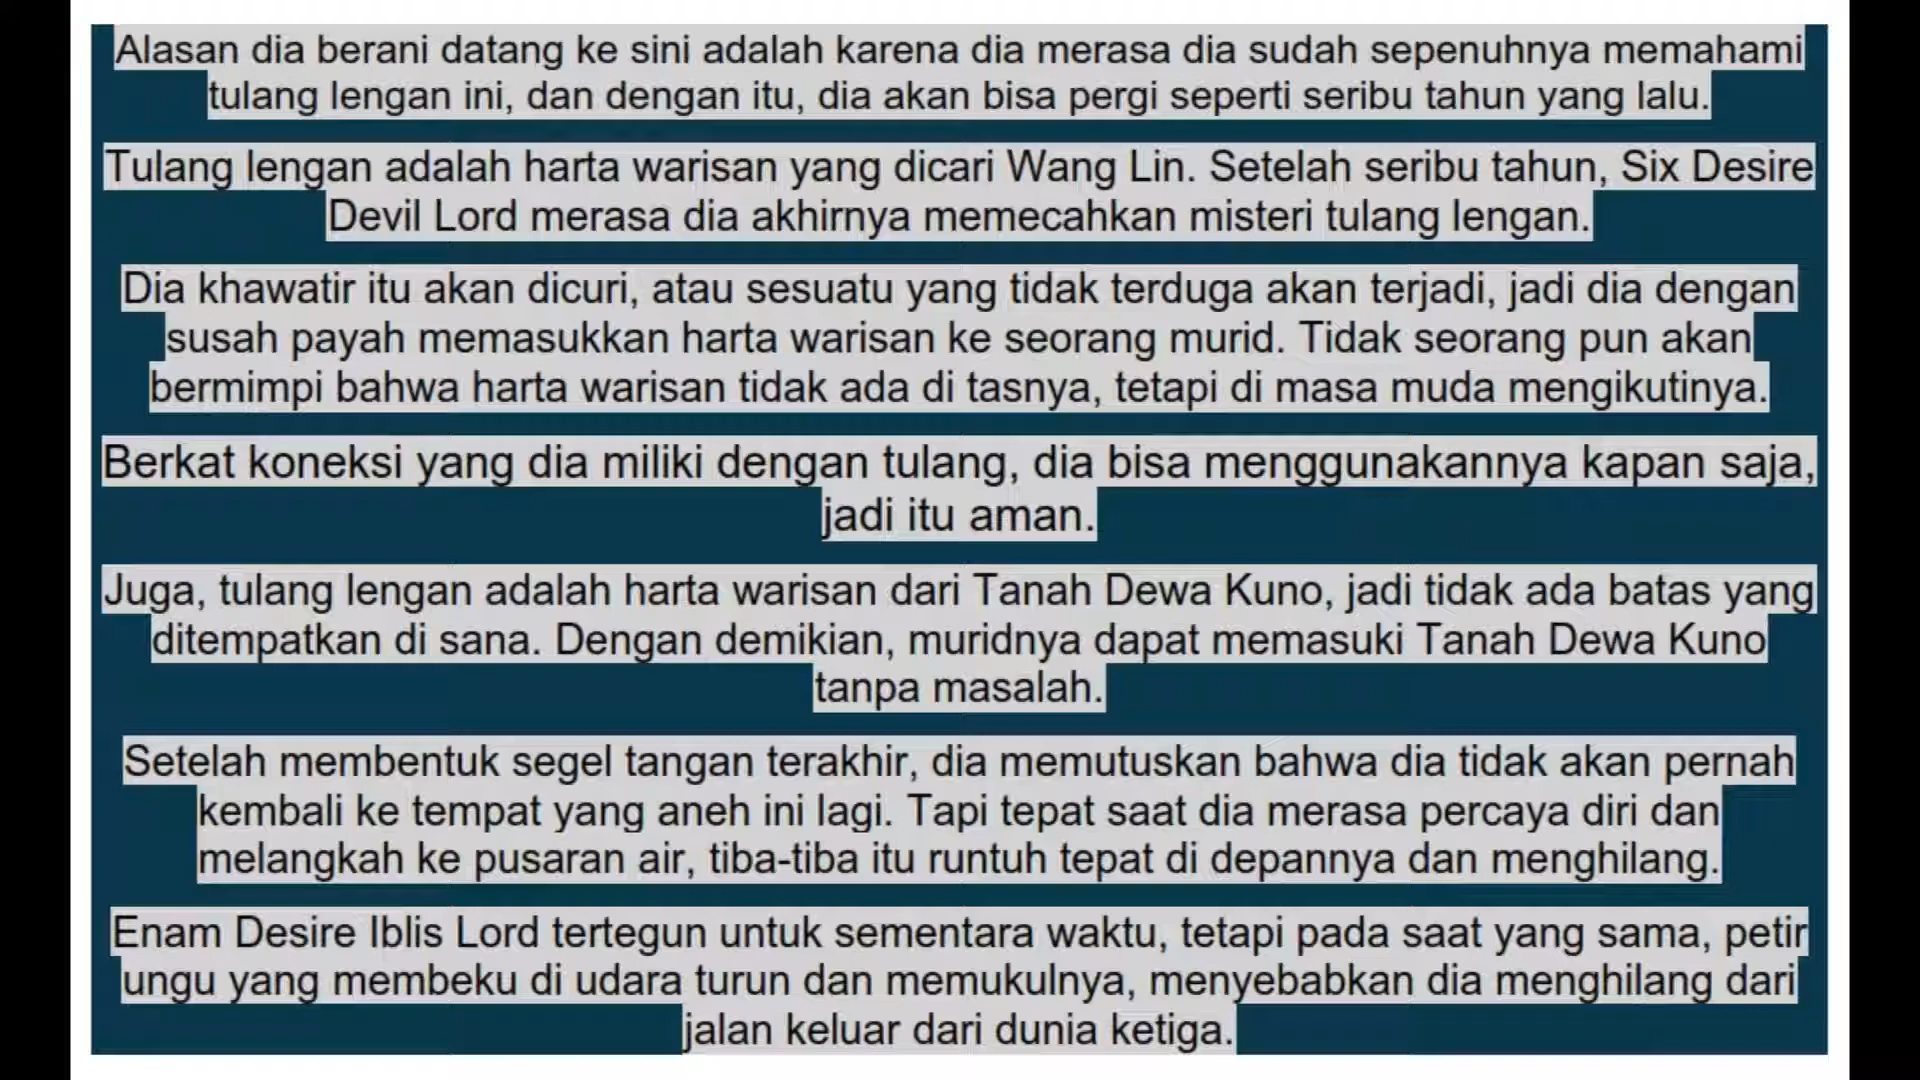 Alasan dia berani datang ke sini adalah karena dia merasa dia sudah sepenuhnya memahami
tulang lengan ini, dan dengan itu, dia akan bisa pergi seperti seribu tahun yang lalu.
Tulang lengan adalah harta warisan yang dicari Wang Lin. Setelah seribu tahun, Six Desire
Devil Lord merasa dia akhirnya memecahkan misteri tulang lengan.
Dia khawatir itu akan dicuri, atau sesuatu yang tidak terduga akan terjadi, jadi dia dengan
susah payah memasukkan harta warisan ke seorang murid. Tidak seorang pun akan
bermimpi bahwa harta warisan tidak ada di tasnya, tetapi di masa muda mengikutinya.
Berkat koneksi yang dia miliki dengan tulang, dia bisa menggunakannya kapan saja,
jadi itu aman.
Juga, tulang lengan adalah harta warisan dari Tanah Dewa Kuno, jadi tidak ada batas yang
ditempatkan di sana. Dengan demikian, muridnya dapat memasuki Tanah Dewa Kuno
tanpa masalah.
Setelah membentuk segel tangan terakhir, dia memutuskan bahwa dia tidak akan pernah
kembali ke tempat yang aneh ini lagi. Tapi tepat saat dia merasa percaya diri dan
melangkah ke pusaran air, tiba-tiba itu runtuh tepat di depannya dan menghilang.
Enam Desire Iblis Lord tertegun untuk sementara waktu, tetapi pada saat yang sama, petir
ungu yang membeku di udara turun dan memukulnya, menyebabkan dia menghilang dari
jalan keluar dari dunia ketiga.